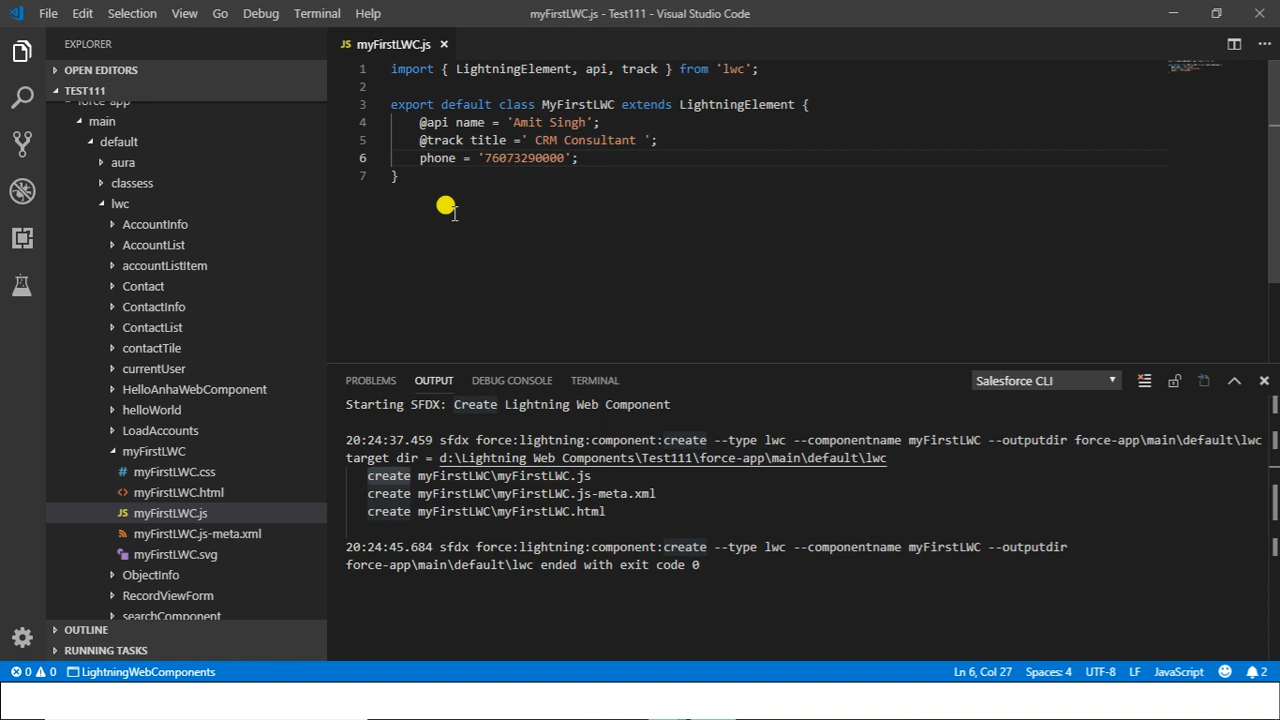 File Edit Selection View Go Debug Terminal Help
myFirstLWC.js - Test111 - Visual Studio Code
EXPLORER
OPEN EDITORS
TEST111
force-app
main
default
aura
classess
lwc
AccountInfo
AccountList
accountListItem
Contact
ContactInfo
ContactList
contactTile
currentUser
HelloAnhaWebComponent
helloWorld
LoadAccounts
myFirstLWC
# myFirstLWC.css
<> myFirstLWC.html
JS myFirstLWC.js
myFirstLWC.js-meta.xml
myFirstLWC.svg
ObjectInfo
RecordViewForm
searchComponent
OUTLINE
RUNNING TASKS
JS myFirstLWC.js
1 import { LightningElement, api, track } from 'lwc';
2
3 export default class MyFirstLWC extends LightningElement {
4 @api name = 'Amit Singh';
5 @track title =' CRM Consultant ';
6 phone = '76073290000';
7 }
PROBLEMS OUTPUT DEBUG CONSOLE TERMINAL
Salesforce CLI
Starting SFDX: Create Lightning Web Component
20:24:37.459 sfdx force:lightning:component:create --type lwc --componentname myFirstLWC --outputdir force-app\main\default\lwc
target dir = d:\Lightning Web Components\Test111\force-app\main\default\lwc
create myFirstLWC\myFirstLWC.js
create myFirstLWC\myFirstLWC.js-meta.xml
create myFirstLWC\myFirstLWC.html
20:24:45.684 sfdx force:lightning:component:create --type lwc --componentname myFirstLWC --outputdir
force-app\main\default\lwc ended with exit code 0
0 0 LightningWebComponents
Ln 6, Col 27 Spaces: 4 UTF-8 LF JavaScript 2